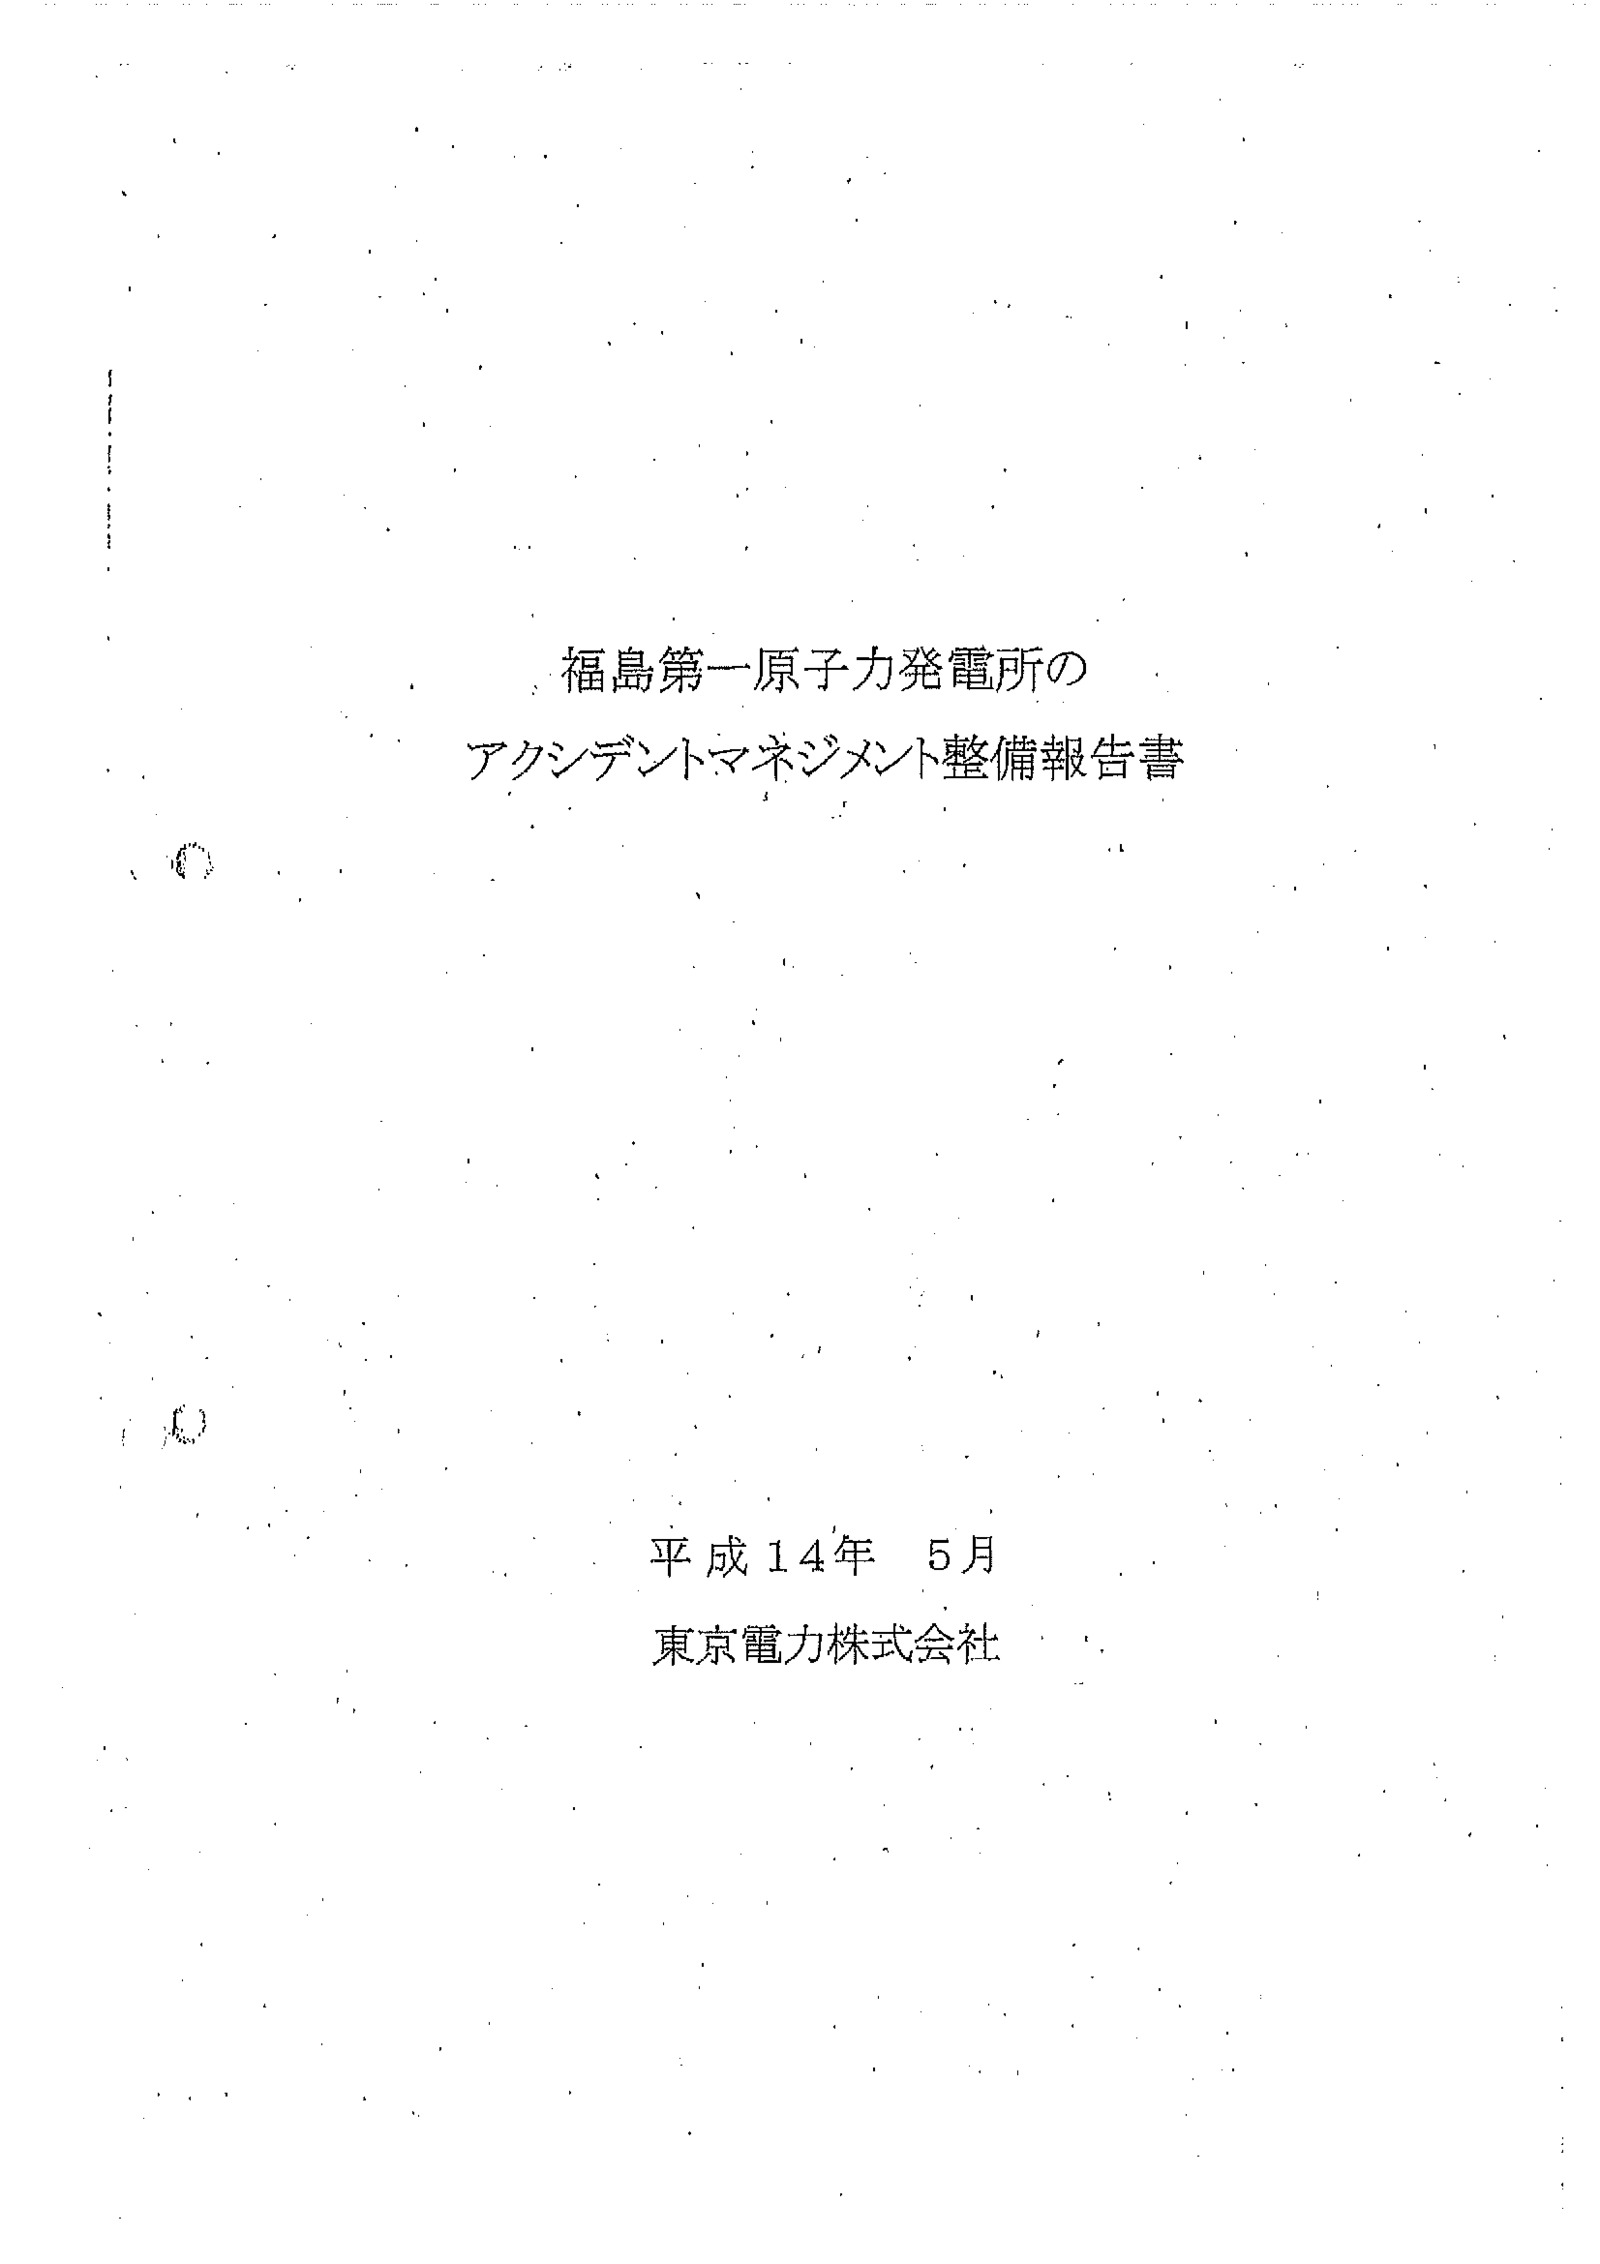 福島第一原子力発電所の
アクシデントマネジメント整備報告書
平成14年 5月
東京電力株式会社